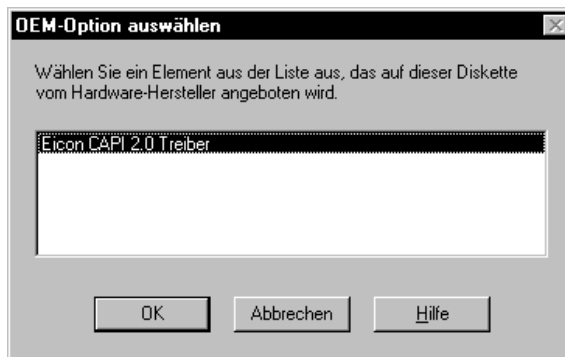 OEM-Option auswählen
Wählen Sie ein Element aus der Liste aus, das auf dieser Diskette
vom Hardware-Hersteller angeboten wird.
Eicon CAPI 2.0 Treiber
OK Abbrechen Hilfe